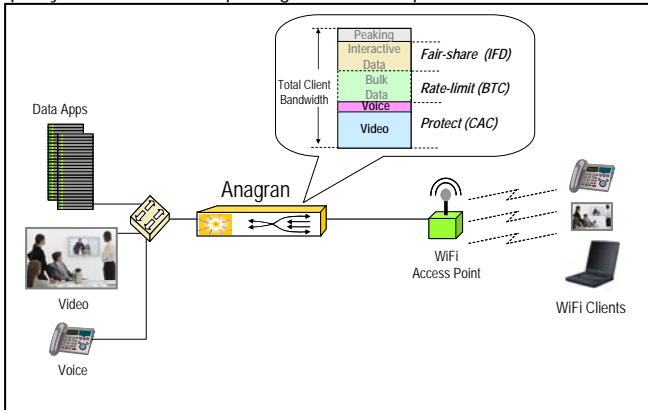 Peaking
Interactive
Data
Bulk
Data
Voice
Video
Total Client
Bandwidth
Fair-share (IFD)
Rate-limit (BTC)
Protect (CAC)
Data Apps
Anagran
WiFi
Access Point
Video
WiFi Clients
Voice